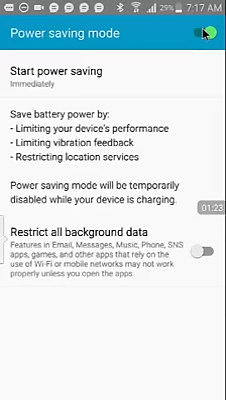 29% 7:17 AM
Power saving mode
Start power saving
Immediately
Save battery power by:
- Limiting your device's performance
- Limiting vibration feedback
- Restricting location services
Power saving mode will be temporarily
disabled while your device is charging.
01:23
Restrict all background data
Features in Email, Messages, Music, Phone, SNS
apps, games, and other apps that rely on the
use of Wi-Fi or mobile networks may not work
properly unless you open the apps.